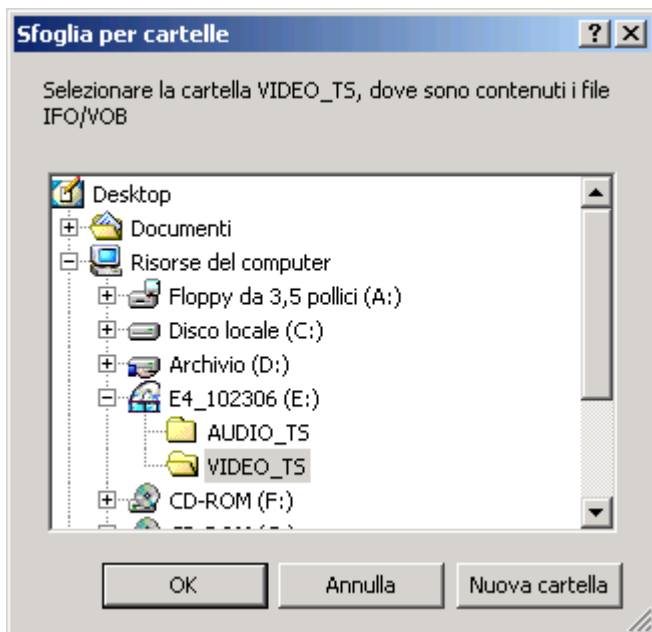 Sfoglia per cartelle
Selezionare la cartella VIDEO_TS, dove sono contenuti i file
IFO/VOB
Desktop
Documenti
Risorse del computer
Floppy da 3,5 pollici (A:)
Disco locale (C:)
Archivio (D:)
E4_102306 (E:)
AUDIO_TS
VIDEO_TS
CD-ROM (F:)
OK Annulla Nuova cartella